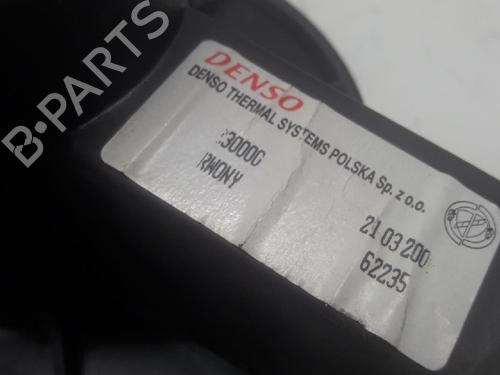 B-PARTS
DENSO
DENSO THERMAL SYSTEMS POLSKA Sp. z o.o.
3000G
RWONY
21 03 200
62235